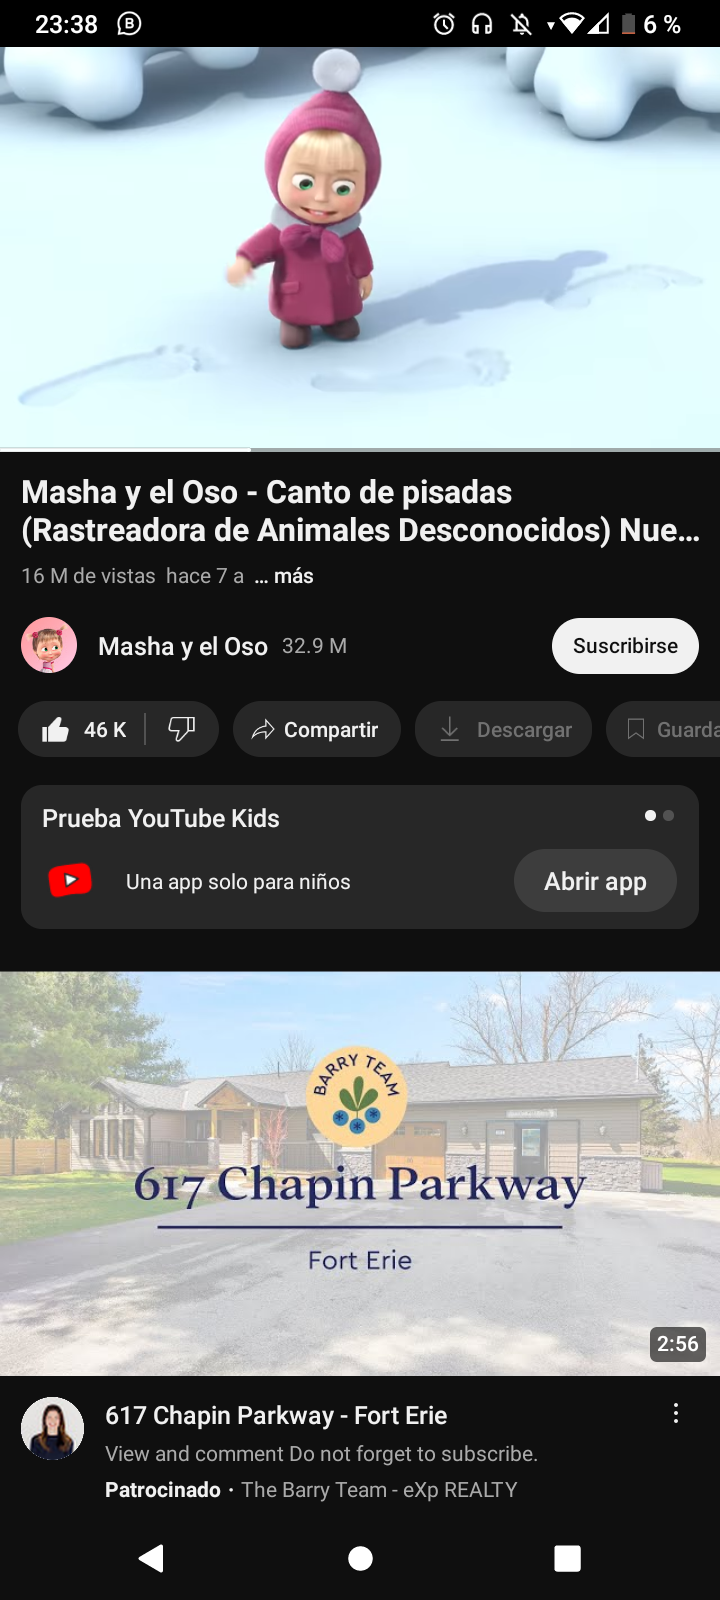 23:38
6 %
Masha y el Oso - Canto de pisadas
(Rastreadora de Animales Desconocidos) Nue...
16 M de vistas hace 7 a ... más
Masha y el Oso 32.9 M
Suscribirse
46 K
Compartir
Descargar
Guarda
Prueba YouTube Kids
Una app solo para niños
Abrir app
BARRY TEAM
617 Chapin Parkway
Fort Erie
2:56
617 Chapin Parkway - Fort Erie
View and comment Do not forget to subscribe.
Patrocinado · The Barry Team - eXp REALTY